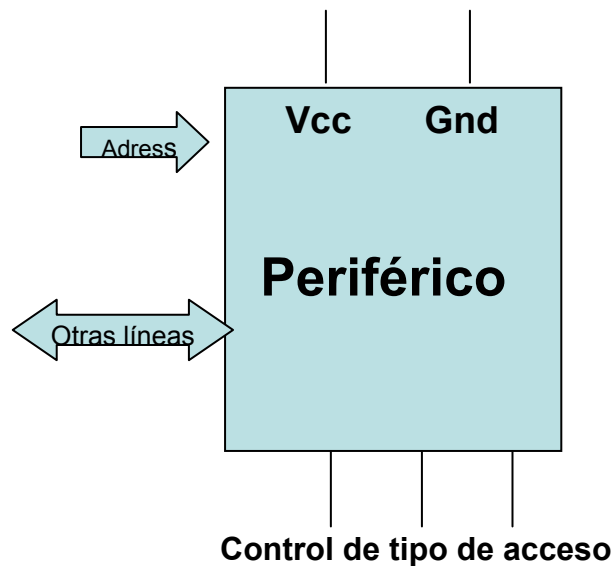 Vcc Gnd
Adress
Periférico
Otras líneas
Control de tipo de acceso